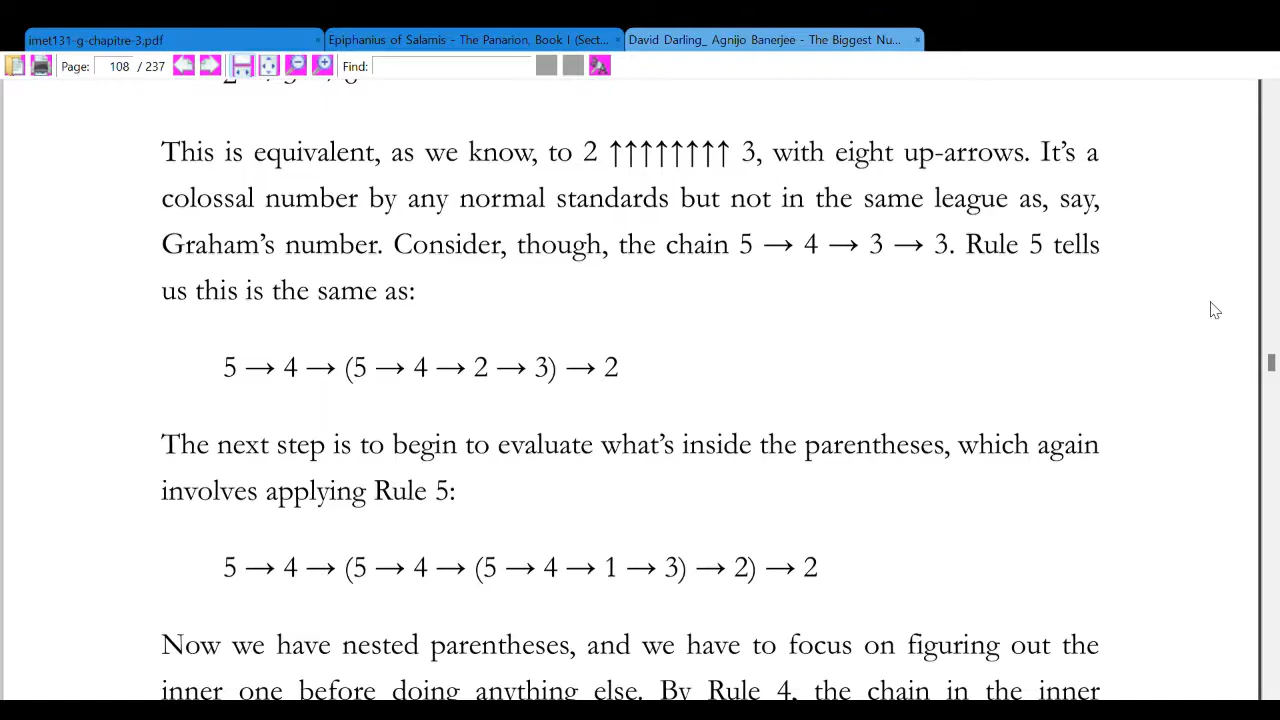 imet131-g-chapitre-3.pdf
Epiphanius of Salamis - The Panarion, Book I (Sect...
David Darling_ Agnijo Banerjee - The Biggest Nu...
Page: 108 / 237 Find:
This is equivalent, as we know, to 2 ↑↑↑↑↑↑↑↑ 3, with eight up-arrows. It’s a
colossal number by any normal standards but not in the same league as, say,
Graham’s number. Consider, though, the chain 5 → 4 → 3 → 3. Rule 5 tells
us this is the same as:
5 → 4 → (5 → 4 → 2 → 3) → 2
The next step is to begin to evaluate what’s inside the parentheses, which again
involves applying Rule 5:
5 → 4 → (5 → 4 → (5 → 4 → 1 → 3) → 2) → 2
Now we have nested parentheses, and we have to focus on figuring out the
inner one before doing anything else. By Rule 4, the chain in the inner